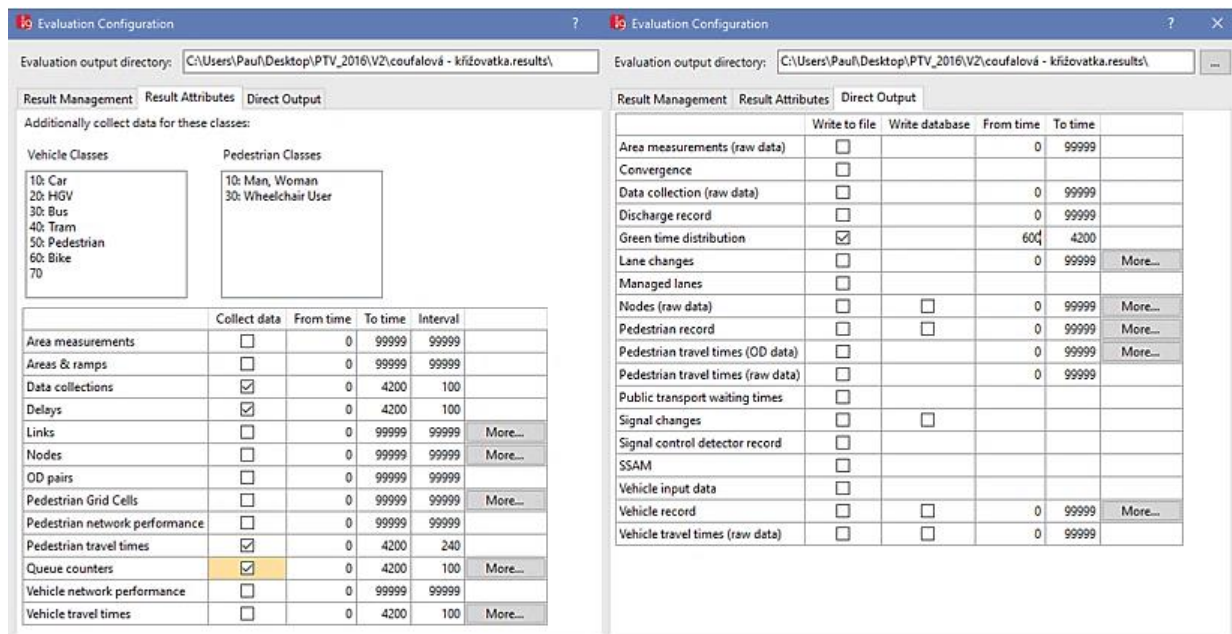 Evaluation Configuration ?
Evaluation output directory: C:\Users\Paul\Desktop\PTV_2016\V2\coufalová - křižovatka.results\
Result Management Result Attributes Direct Output
Additionally collect data for these classes:
Vehicle Classes Pedestrian Classes
10: Car 10: Man, Woman
20: HGV 30: Wheelchair User
30: Bus
40: Tram
50: Pedestrian
60: Bike
70
Collect data From time To time Interval
Area measurements 0 99999 99999
Areas & ramps 0 99999 99999
Data collections 0 4200 100
Delays 0 4200 100
Links 0 99999 99999 More...
Nodes 0 99999 99999 More...
OD pairs 0 99999 99999
Pedestrian Grid Cells 0 99999 99999 More...
Pedestrian network performance 0 99999 99999
Pedestrian travel times 0 4200 240
Queue counters 0 4200 100 More...
Vehicle network performance 0 99999 99999
Vehicle travel times 0 4200 100 More...
Evaluation Configuration ? ×
Evaluation output directory: C:\Users\Paul\Desktop\PTV_2016\V2\coufalová - křižovatka.results\ ...
Result Management Result Attributes Direct Output
Write to file Write database From time To time
Area measurements (raw data) 0 99999
Convergence
Data collection (raw data) 0 99999
Discharge record 0 99999
Green time distribution 600 4200
Lane changes 0 99999 More...
Managed lanes
Nodes (raw data) 0 99999 More...
Pedestrian record 0 99999 More...
Pedestrian travel times (OD data) 0 99999 More...
Pedestrian travel times (raw data) 0 99999
Public transport waiting times
Signal changes
Signal control detector record
SSAM
Vehicle input data
Vehicle record 0 99999 More...
Vehicle travel times (raw data) 0 99999